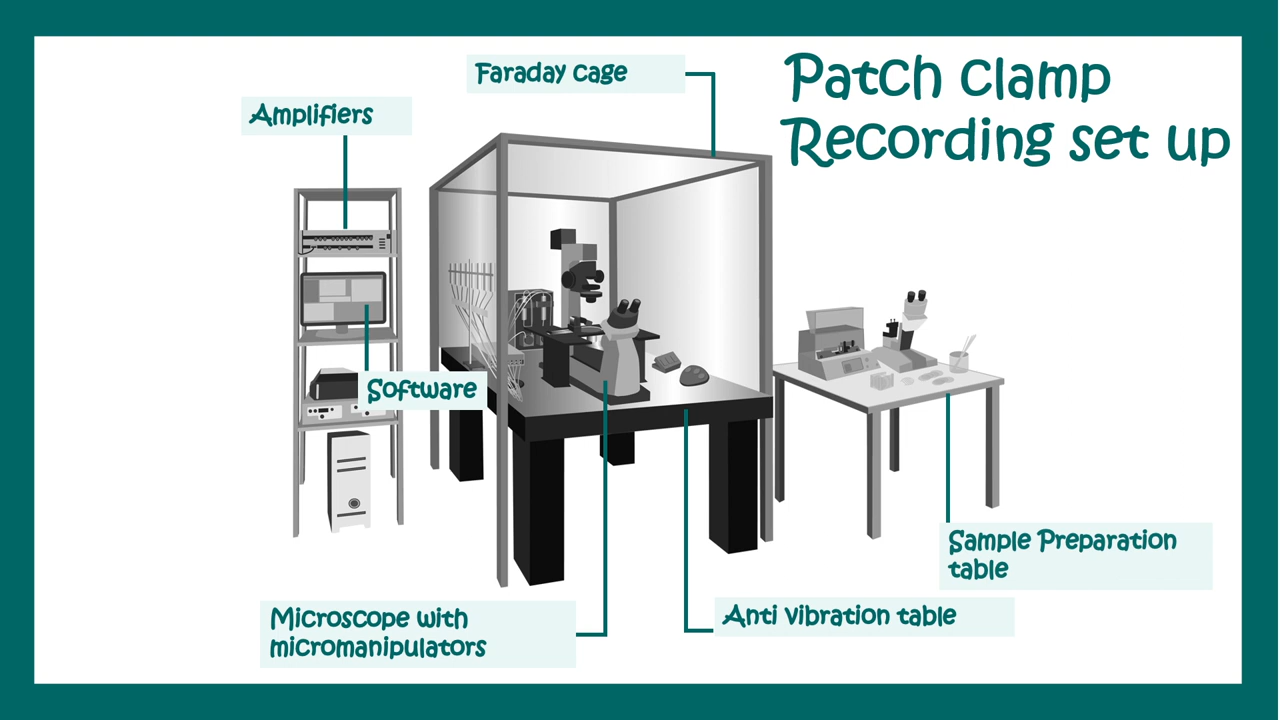 Patch clamp
Recording set up
Faraday cage
Amplifiers
Software
Sample Preparation
table
Microscope with
micromanipulators
Anti vibration table